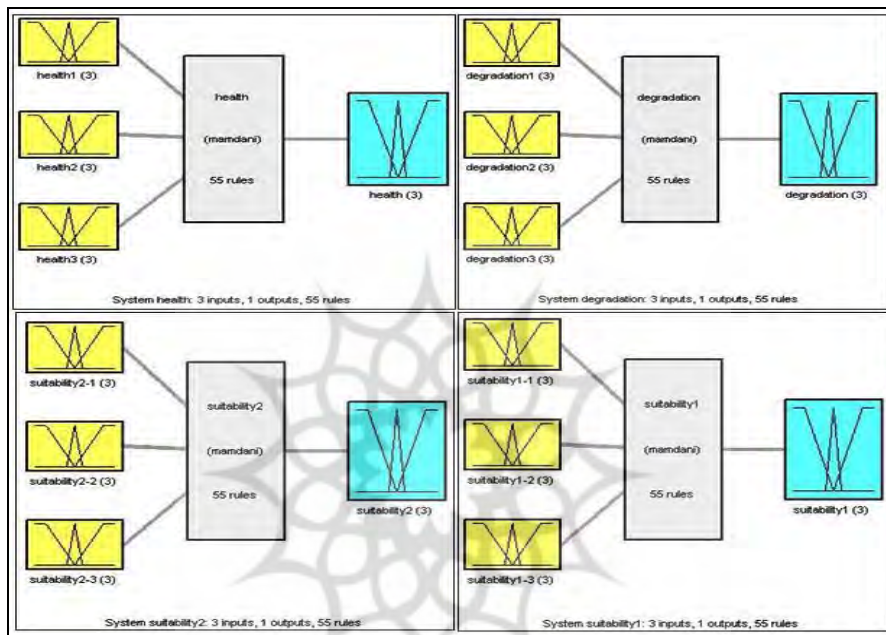 health1 (3)
health2 (3)
health3 (3)
health
(mamdani)
55 rules
health (3)
System health: 3 inputs, 1 outputs, 55 rules
degradation1 (3)
degradation2 (3)
degradation3 (3)
degradation
(mamdani)
55 rules
degradation (3)
System degradation: 3 inputs, 1 outputs, 55 rules
suitability2-1 (3)
suitability2-2 (3)
suitability2-3 (3)
suitability2
(mamdani)
55 rules
suitability2 (3)
System suitability2: 3 inputs, 1 outputs, 55 rules
suitability1-1 (3)
suitability1-2 (3)
suitability1-3 (3)
suitability1
(mamdani)
55 rules
suitability1 (3)
System suitability1: 3 inputs, 1 outputs, 55 rules